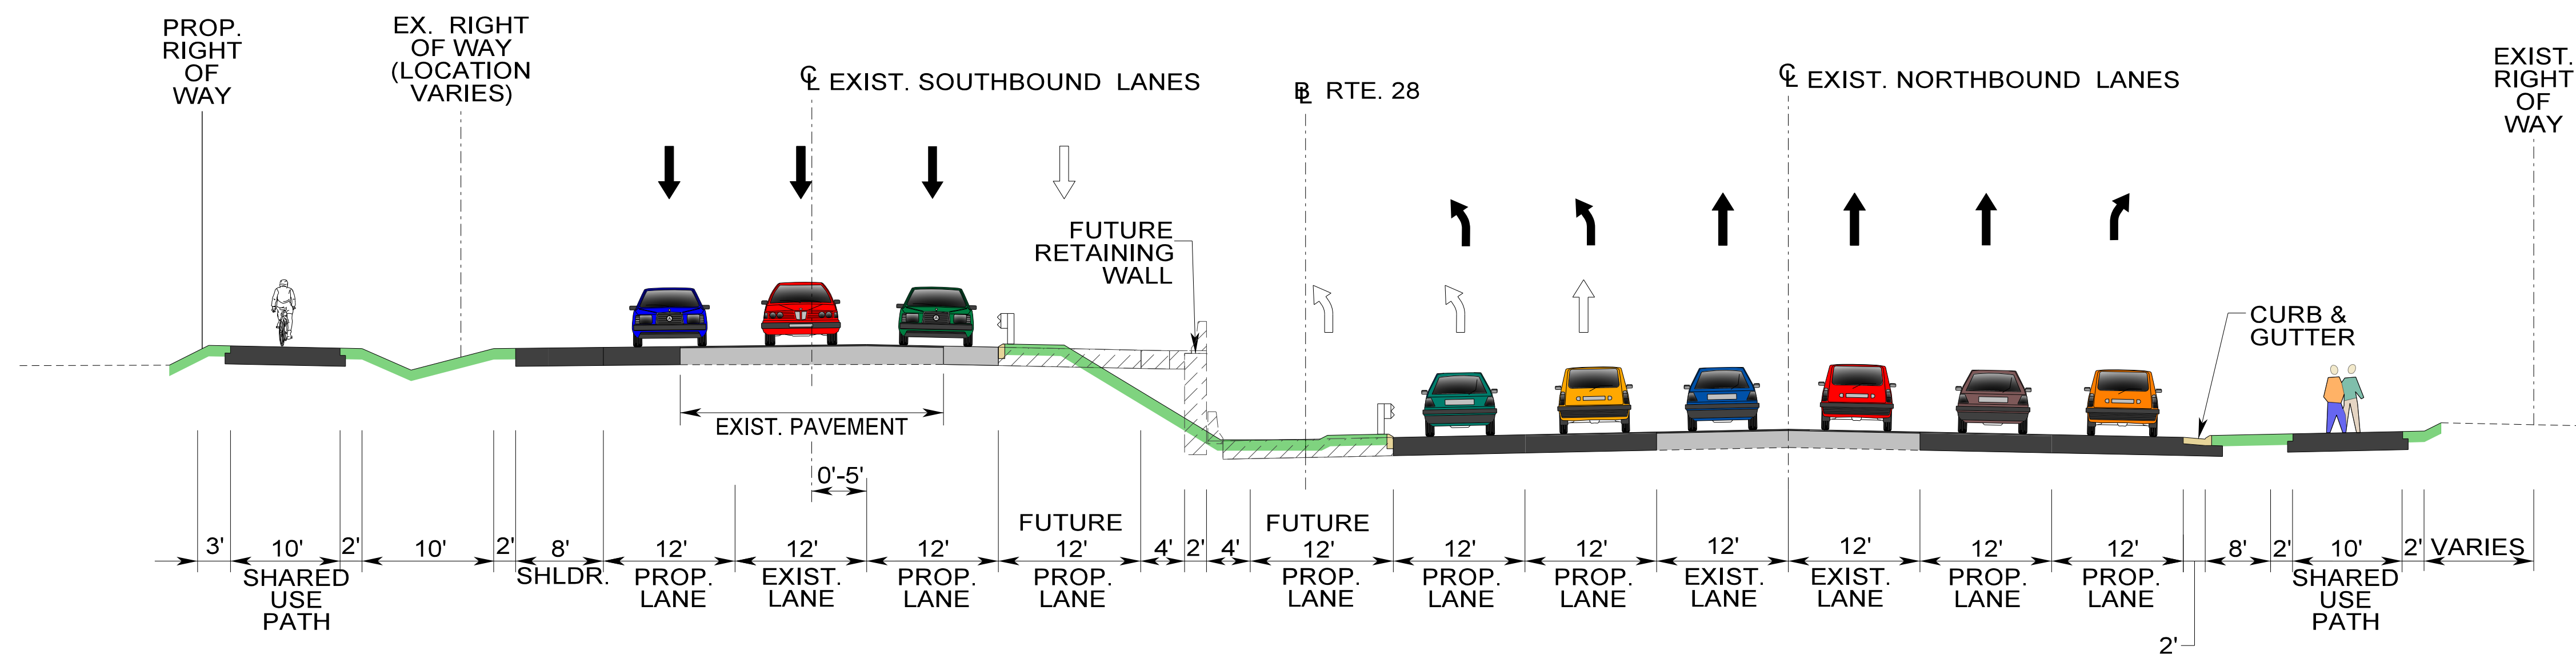 PROP.
RIGHT
OF
WAY
EX. RIGHT
OF WAY
(LOCATION
VARIES)
℄ EXIST. SOUTHBOUND LANES
BL RTE. 28
℄ EXIST. NORTHBOUND LANES
EXIST.
RIGHT
OF
WAY
FUTURE
RETAINING
WALL
CURB &
GUTTER
EXIST. PAVEMENT
0'-5'
FUTURE
FUTURE
3' 10' 2' 10' 2' 8' 12' 12' 12' 12' 4' 2' 4' 12' 12' 12' 12' 12' 12' 12' 8' 2' 10' 2' VARIES
SHARED
USE
PATH
SHLDR.
PROP.
LANE
EXIST.
LANE
PROP.
LANE
PROP.
LANE
PROP.
LANE
PROP.
LANE
PROP.
LANE
EXIST.
LANE
EXIST.
LANE
PROP.
LANE
PROP.
LANE
SHARED
USE
PATH
2'